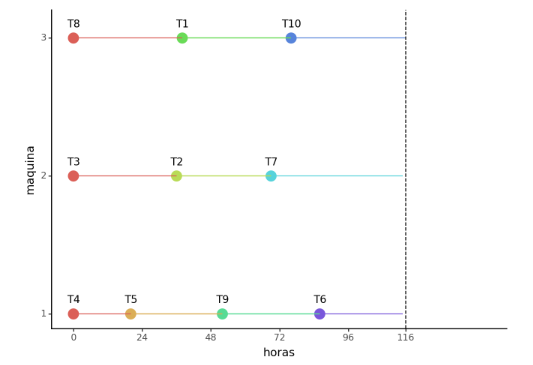 T8 T1 T10
3
T3 T2 T7
2
maquina
T4 T5 T9 T6
1
0 24 48 72 96 116
horas